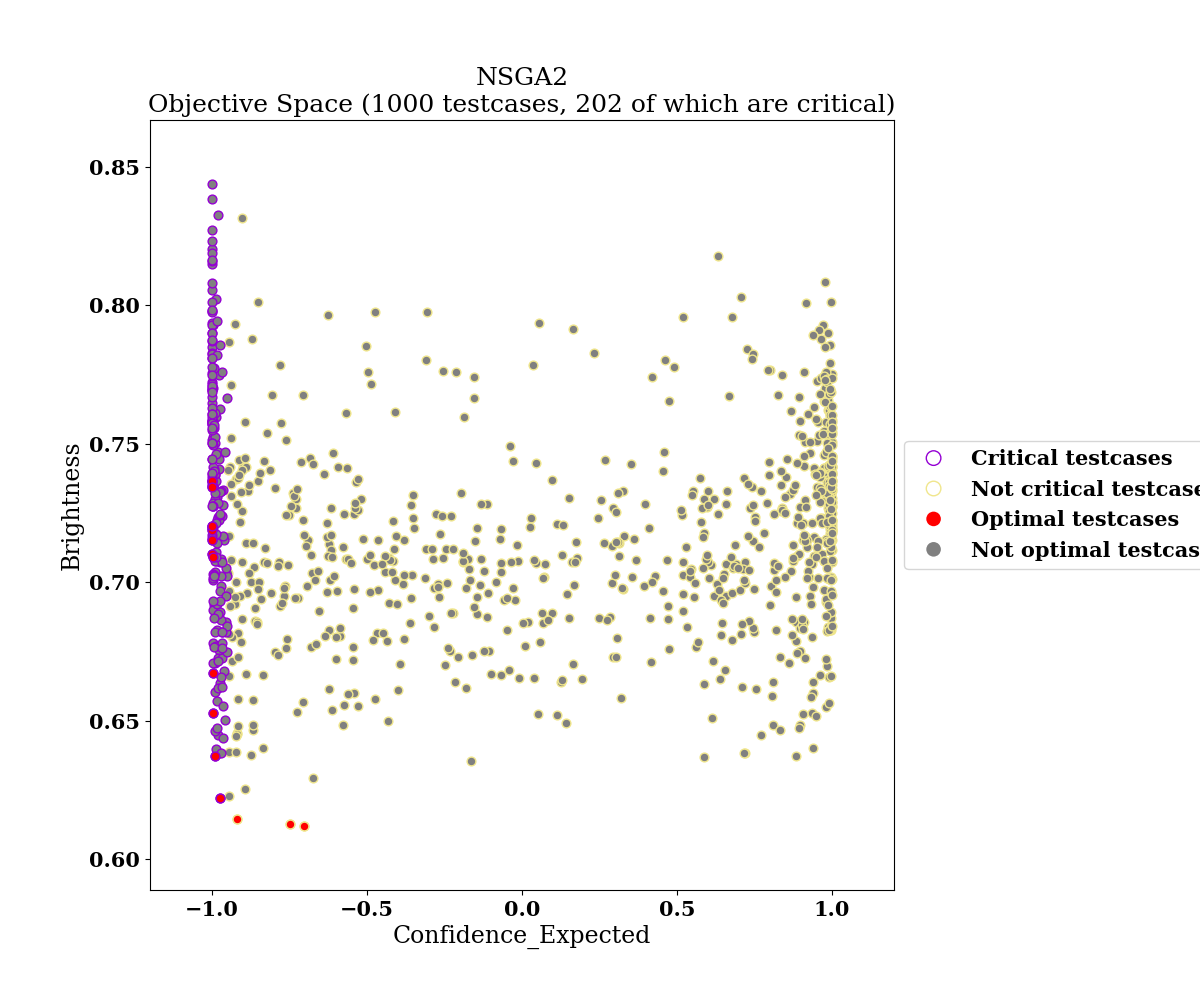 NSGA2
Objective Space (1000 testcases, 202 of which are critical)
0.85
0.80
0.75
0.70
0.65
0.60
Brightness
−1.0
−0.5
0.0
0.5
1.0
Confidence_Expected
Critical testcases
Not critical testcase
Optimal testcases
Not optimal testcas